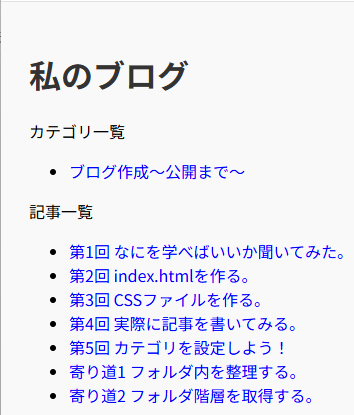 私のブログ
カテゴリ一覧
ブログ作成～公開まで～
記事一覧
第1回 なにを学べばいいか聞いてみた。
第2回 index.htmlを作る。
第3回 CSSファイルを作る。
第4回 実際に記事を書いてみる。
第5回 カテゴリを設定しよう！
寄り道1 フォルダ内を整理する。
寄り道2 フォルダ階層を取得する。